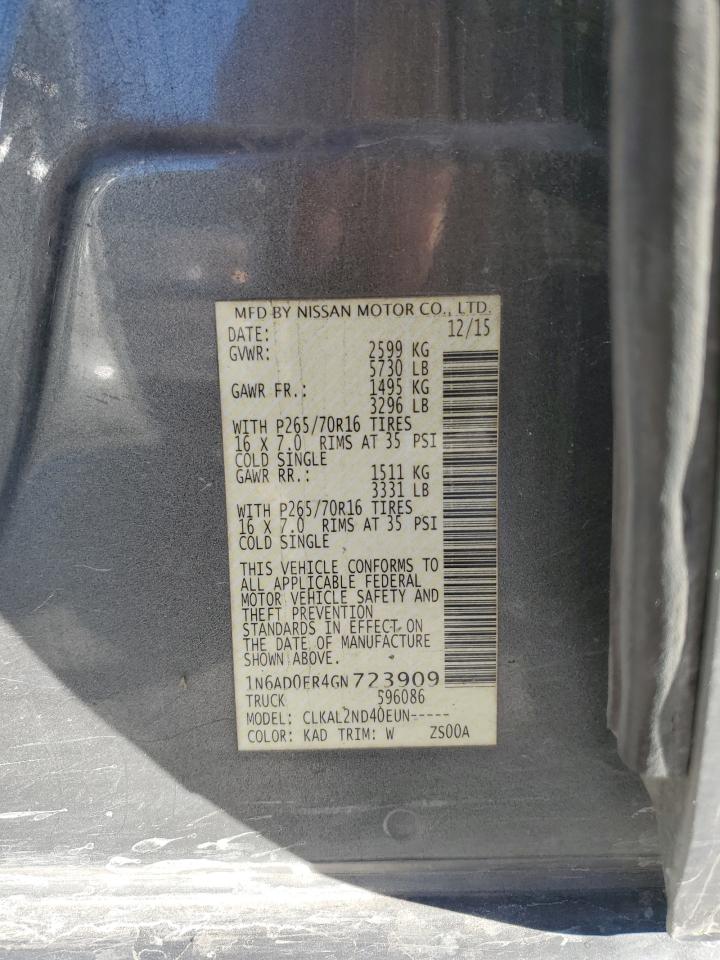 MFD BY NISSAN MOTOR CO., LTD.
DATE: 12/15
GVWR: 2599 KG
5730 LB
GAWR FR.: 1495 KG
3296 LB
WITH P265/70R16 TIRES
16 X 7.0 RIMS AT 35 PSI
COLD SINGLE
GAWR RR.: 1511 KG
3331 LB
WITH P265/70R16 TIRES
16 X 7.0 RIMS AT 35 PSI
COLD SINGLE
THIS VEHICLE CONFORMS TO
ALL APPLICABLE FEDERAL
MOTOR VEHICLE SAFETY AND
THEFT PREVENTION
STANDARDS IN EFFECT ON
THE DATE OF MANUFACTURE
SHOWN ABOVE.
1N6AD0ER4GN723909
TRUCK 596086
MODEL: CLKAL2ND40EUN-----
COLOR: KAD TRIM: W ZS00A